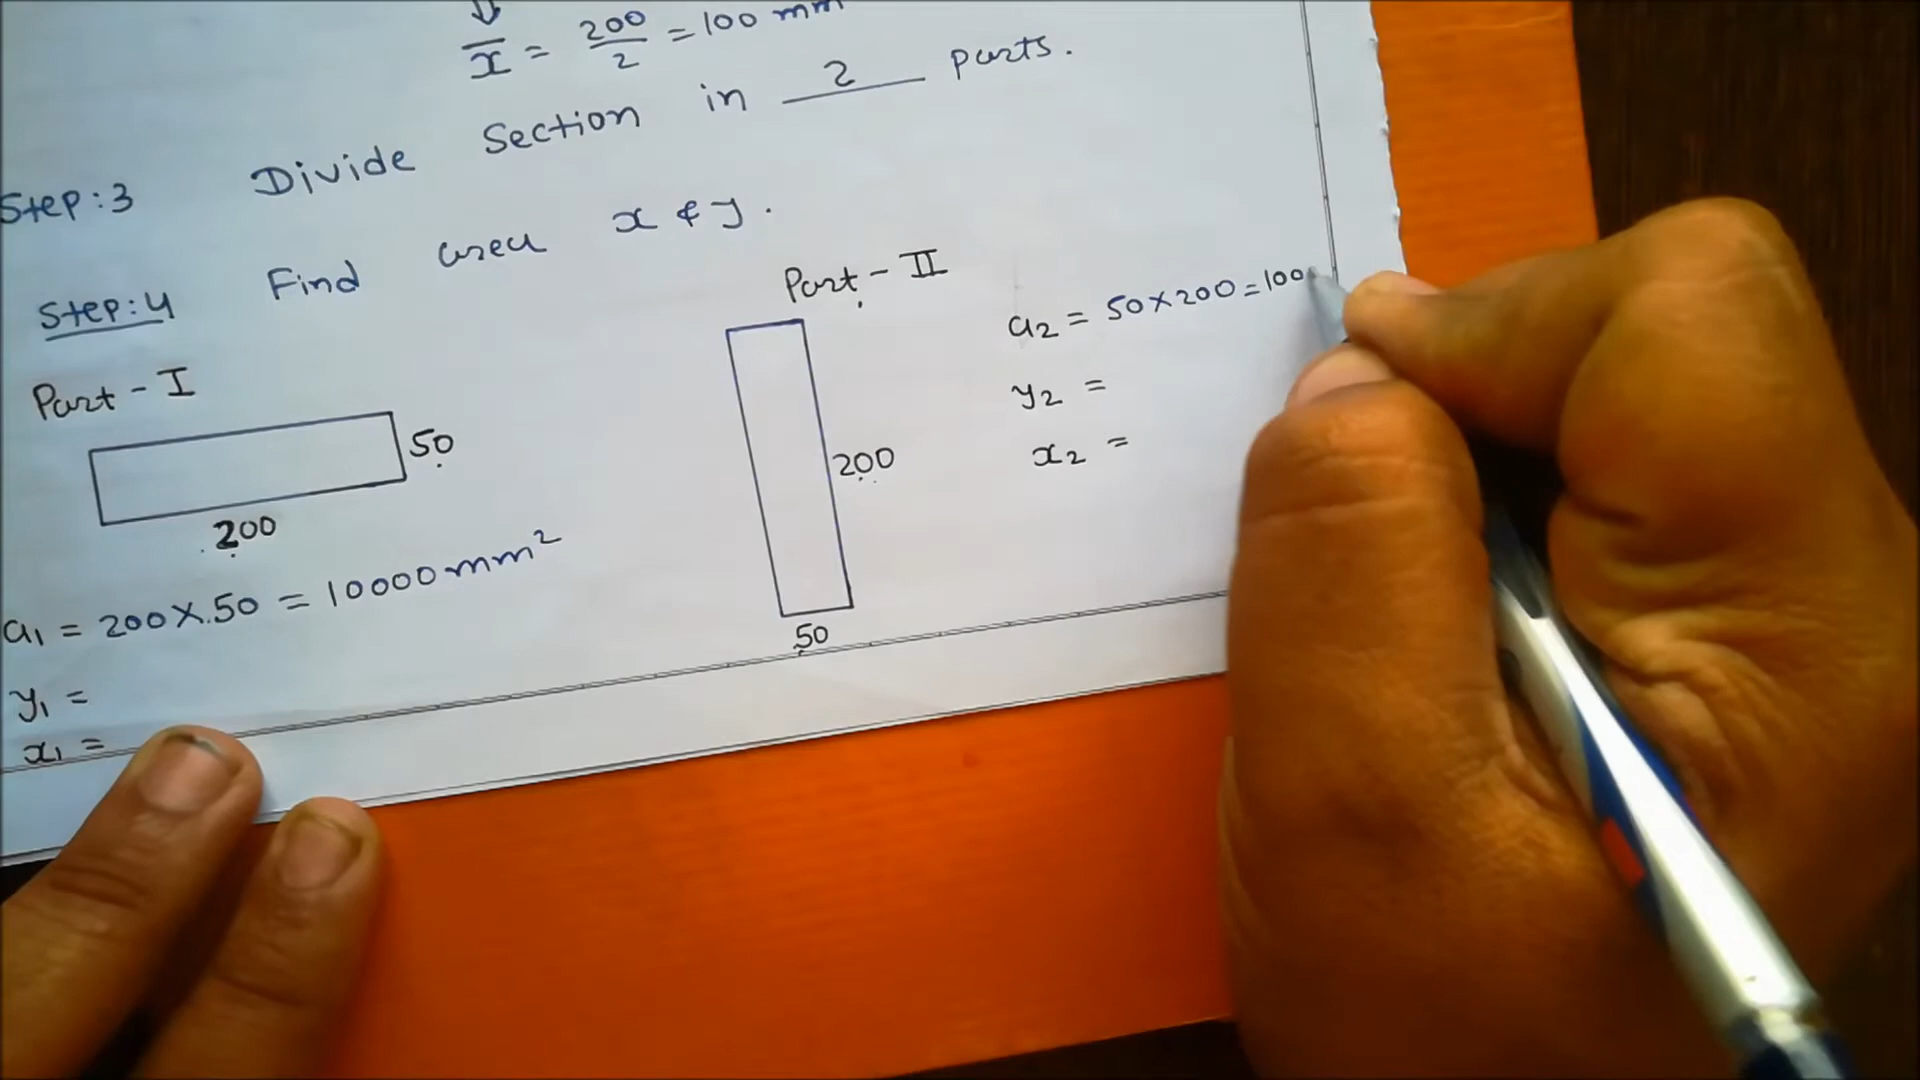 x̄ = 200/2 = 100 mm
Step:3 Divide Section in 2 parts.
Step:4 Find area x & y.
Part - I
50
200
a1 = 200 X 50 = 10000 mm²
y1 =
x1 =
Part - II
200
50
a2 = 50 X 200 = 100
y2 =
x2 =